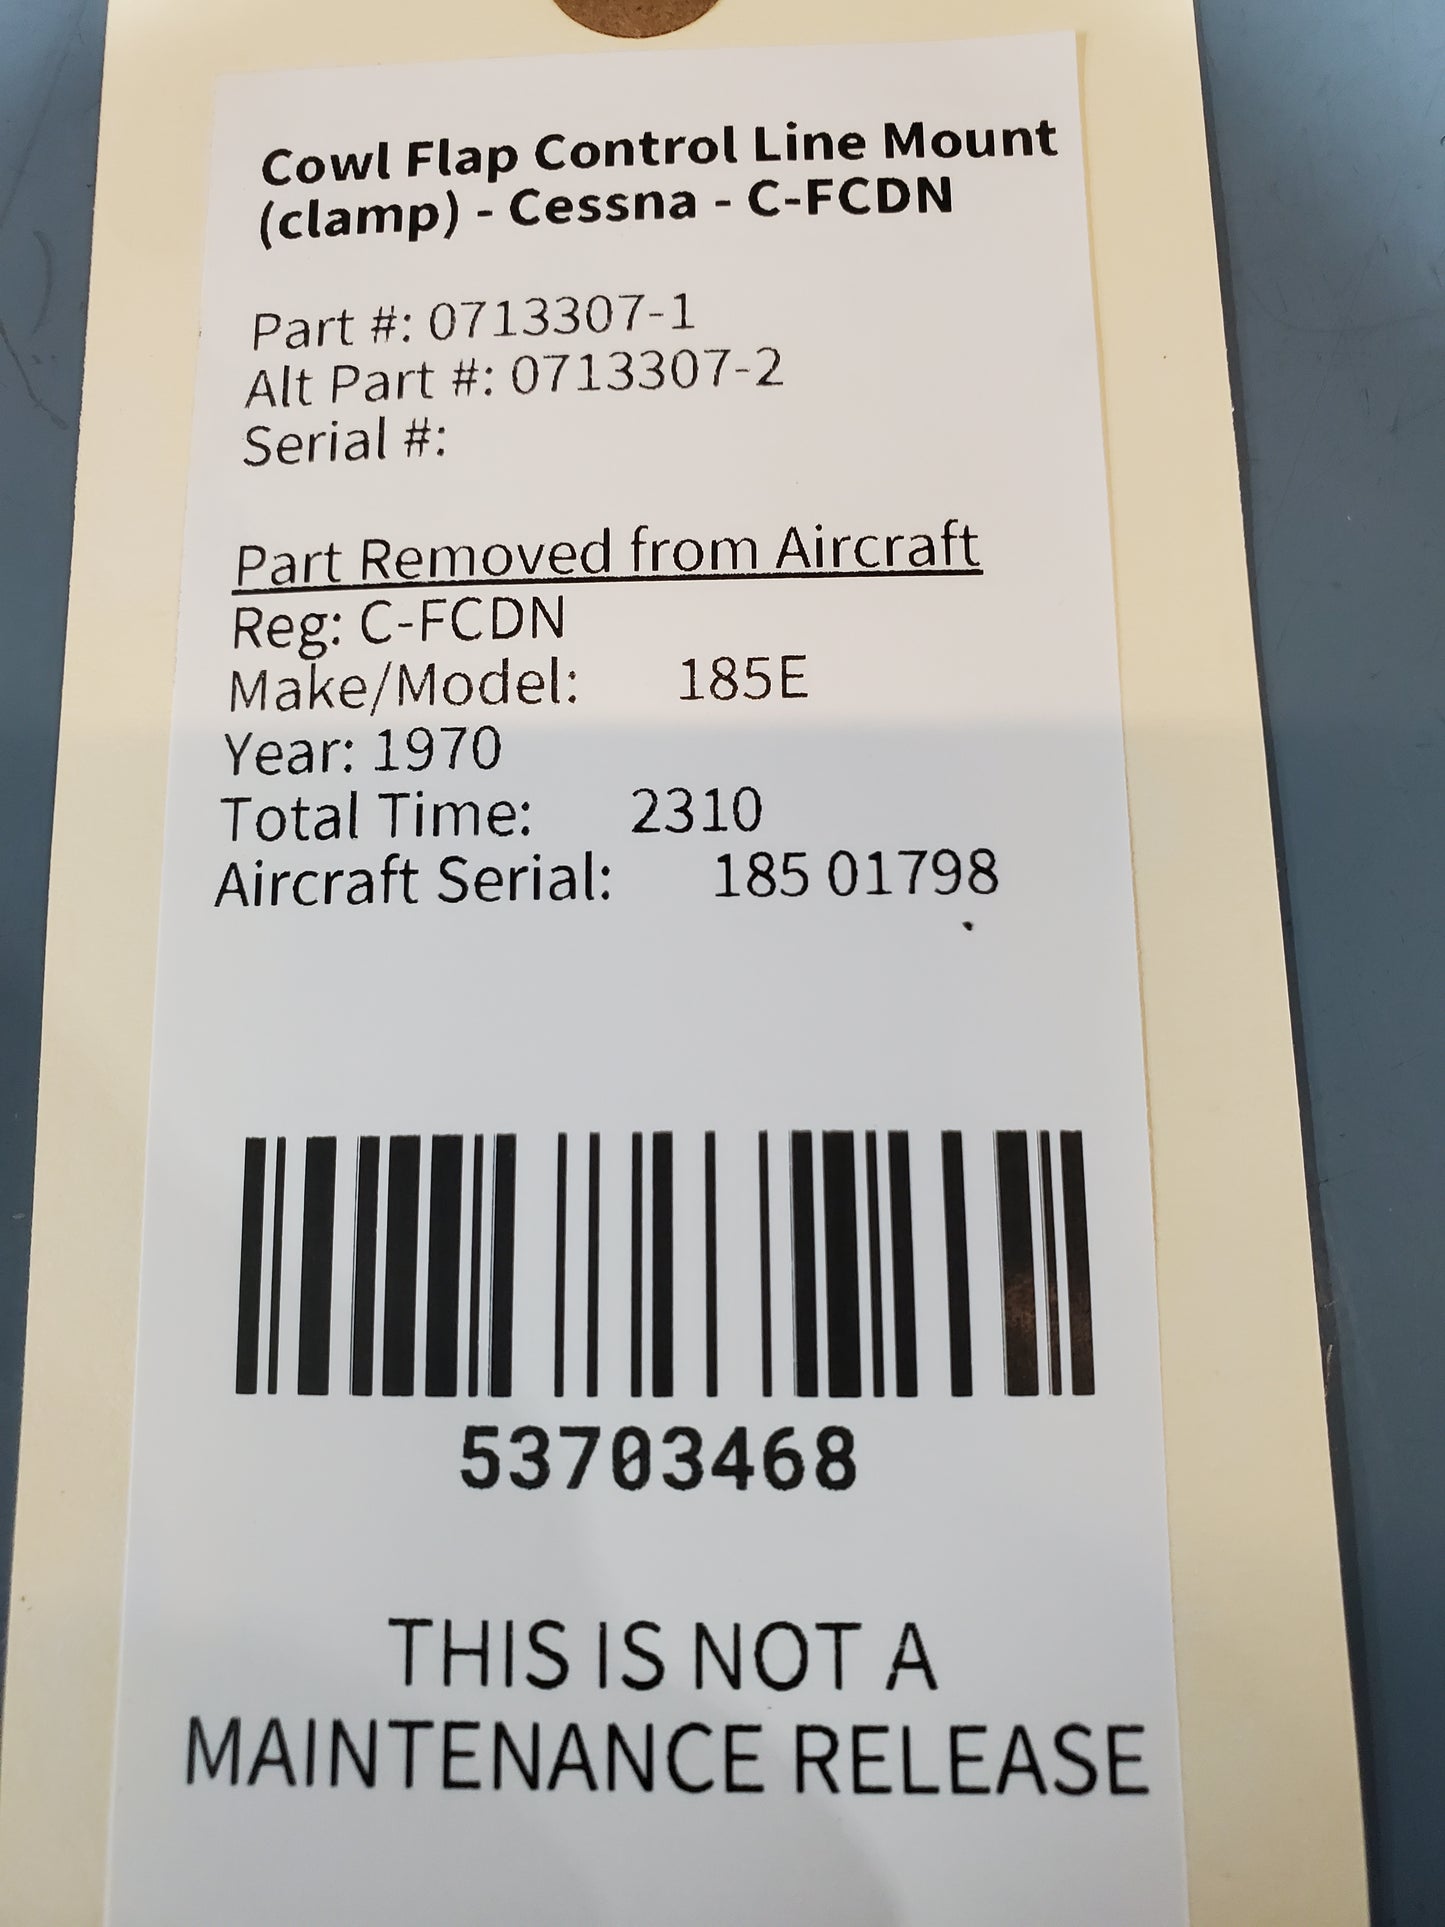 Cowl Flap Control Line Mount
(clamp) - Cessna - C-FCDN
Part #: 0713307-1
Alt Part #: 0713307-2
Serial #:
Part Removed from Aircraft
Reg: C-FCDN
Make/Model: 185E
Year: 1970
Total Time: 2310
Aircraft Serial: 185 01798
53703468
THIS IS NOT A
MAINTENANCE RELEASE